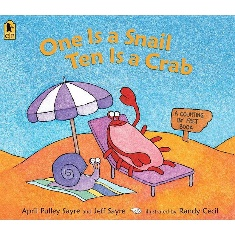 One Is a Snail
Ten Is a Crab
A COUNTING
BY FEET
BOOK
April Pulley Sayre and Jeff Sayre illustrated by Randy Cecil